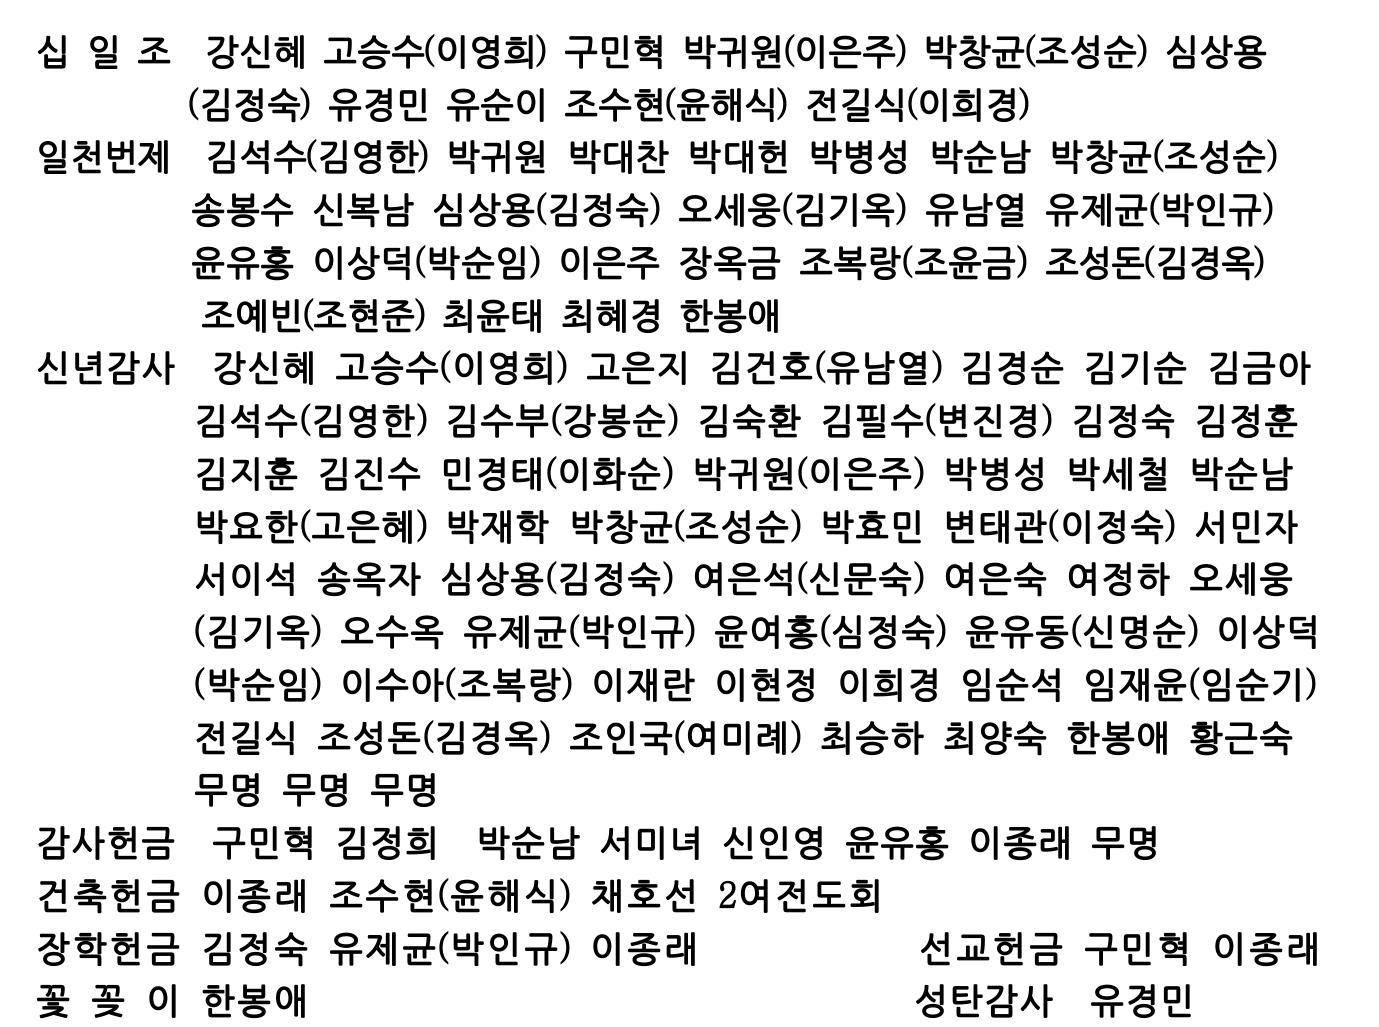 십 일 조 강신혜 고승수(이영희) 구민혁 박귀원(이은주) 박창균(조성순) 심상용
(김정숙) 유경민 유순이 조수현(윤해식) 전길식(이희경)
일천번제 김석수(김영한) 박귀원 박대찬 박대헌 박병성 박순남 박창균(조성순)
송봉수 신복남 심상용(김정숙) 오세웅(김기옥) 유남열 유제균(박인규)
윤유홍 이상덕(박순임) 이은주 장옥금 조복랑(조윤금) 조성돈(김경옥)
조예빈(조현준) 최윤태 최혜경 한봉애
신년감사 강신혜 고승수(이영희) 고은지 김건호(유남열) 김경순 김기순 김금아
김석수(김영한) 김수부(강봉순) 김숙환 김필수(변진경) 김정숙 김정훈
김지훈 김진수 민경태(이화순) 박귀원(이은주) 박병성 박세철 박순남
박요한(고은혜) 박재학 박창균(조성순) 박효민 변태관(이정숙) 서민자
서이석 송옥자 심상용(김정숙) 여은석(신문숙) 여은숙 여정하 오세웅
(김기옥) 오수옥 유제균(박인규) 윤여홍(심정숙) 윤유동(신명순) 이상덕
(박순임) 이수아(조복랑) 이재란 이현정 이희경 임순석 임재윤(임순기)
전길식 조성돈(김경옥) 조인국(여미례) 최승하 최양숙 한봉애 황근숙
무명 무명 무명
감사헌금 구민혁 김정희 박순남 서미녀 신인영 윤유홍 이종래 무명
건축헌금 이종래 조수현(윤해식) 채호선 2여전도회
장학헌금 김정숙 유제균(박인규) 이종래 선교헌금 구민혁 이종래
꽃 꽂 이 한봉애 성탄감사 유경민